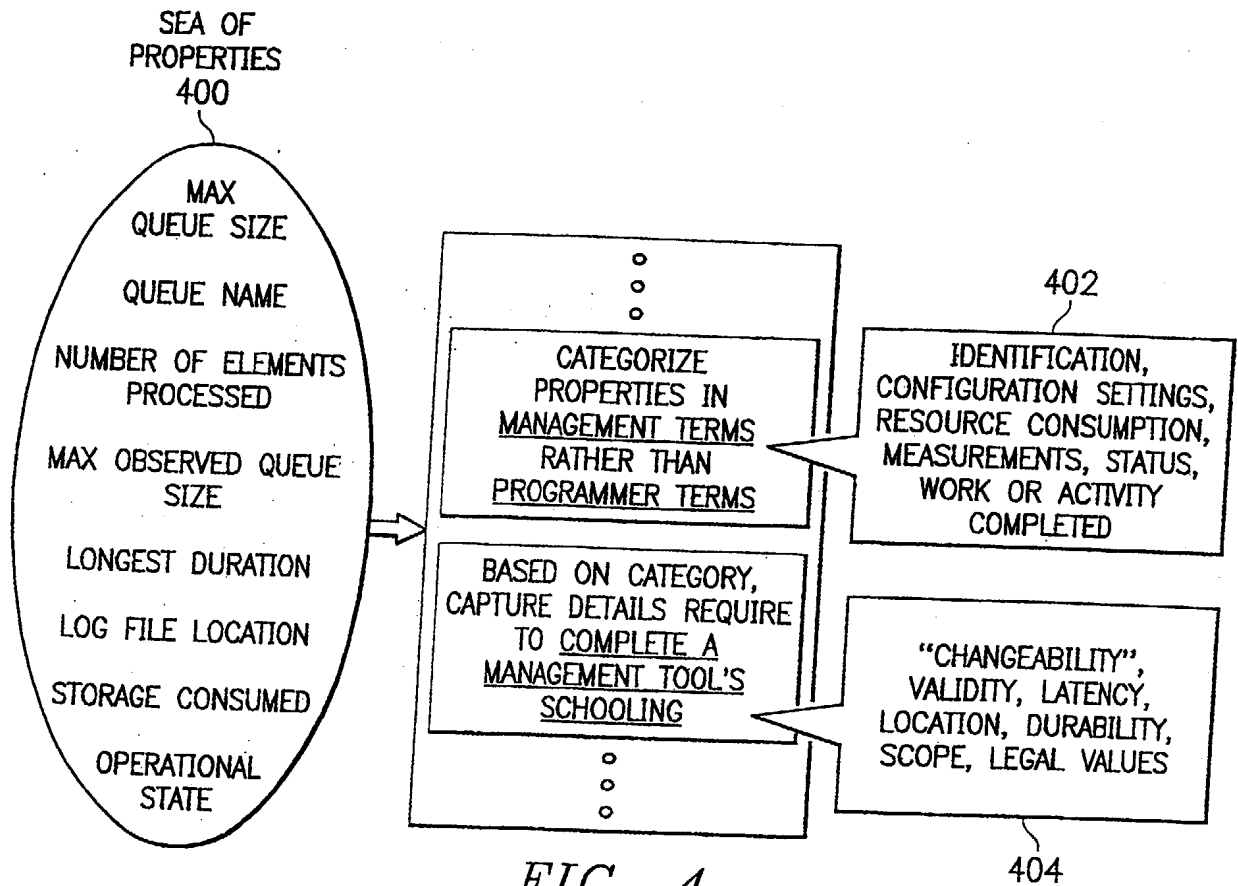 SEA OF
PROPERTIES
400
MAX
QUEUE SIZE
QUEUE NAME
NUMBER OF ELEMENTS
PROCESSED
MAX OBSERVED QUEUE
SIZE
LONGEST DURATION
LOG FILE LOCATION
STORAGE CONSUMED
OPERATIONAL
STATE
CATEGORIZE
PROPERTIES IN
MANAGEMENT TERMS
RATHER THAN
PROGRAMMER TERMS
BASED ON CATEGORY,
CAPTURE DETAILS REQUIRE
TO COMPLETE A
MANAGEMENT TOOL'S
SCHOOLING
402
IDENTIFICATION,
CONFIGURATION SETTINGS,
RESOURCE CONSUMPTION,
MEASUREMENTS, STATUS,
WORK OR ACTIVITY
COMPLETED
"CHANGEABILITY",
VALIDITY, LATENCY,
LOCATION, DURABILITY,
SCOPE, LEGAL VALUES
404
FIG. 4